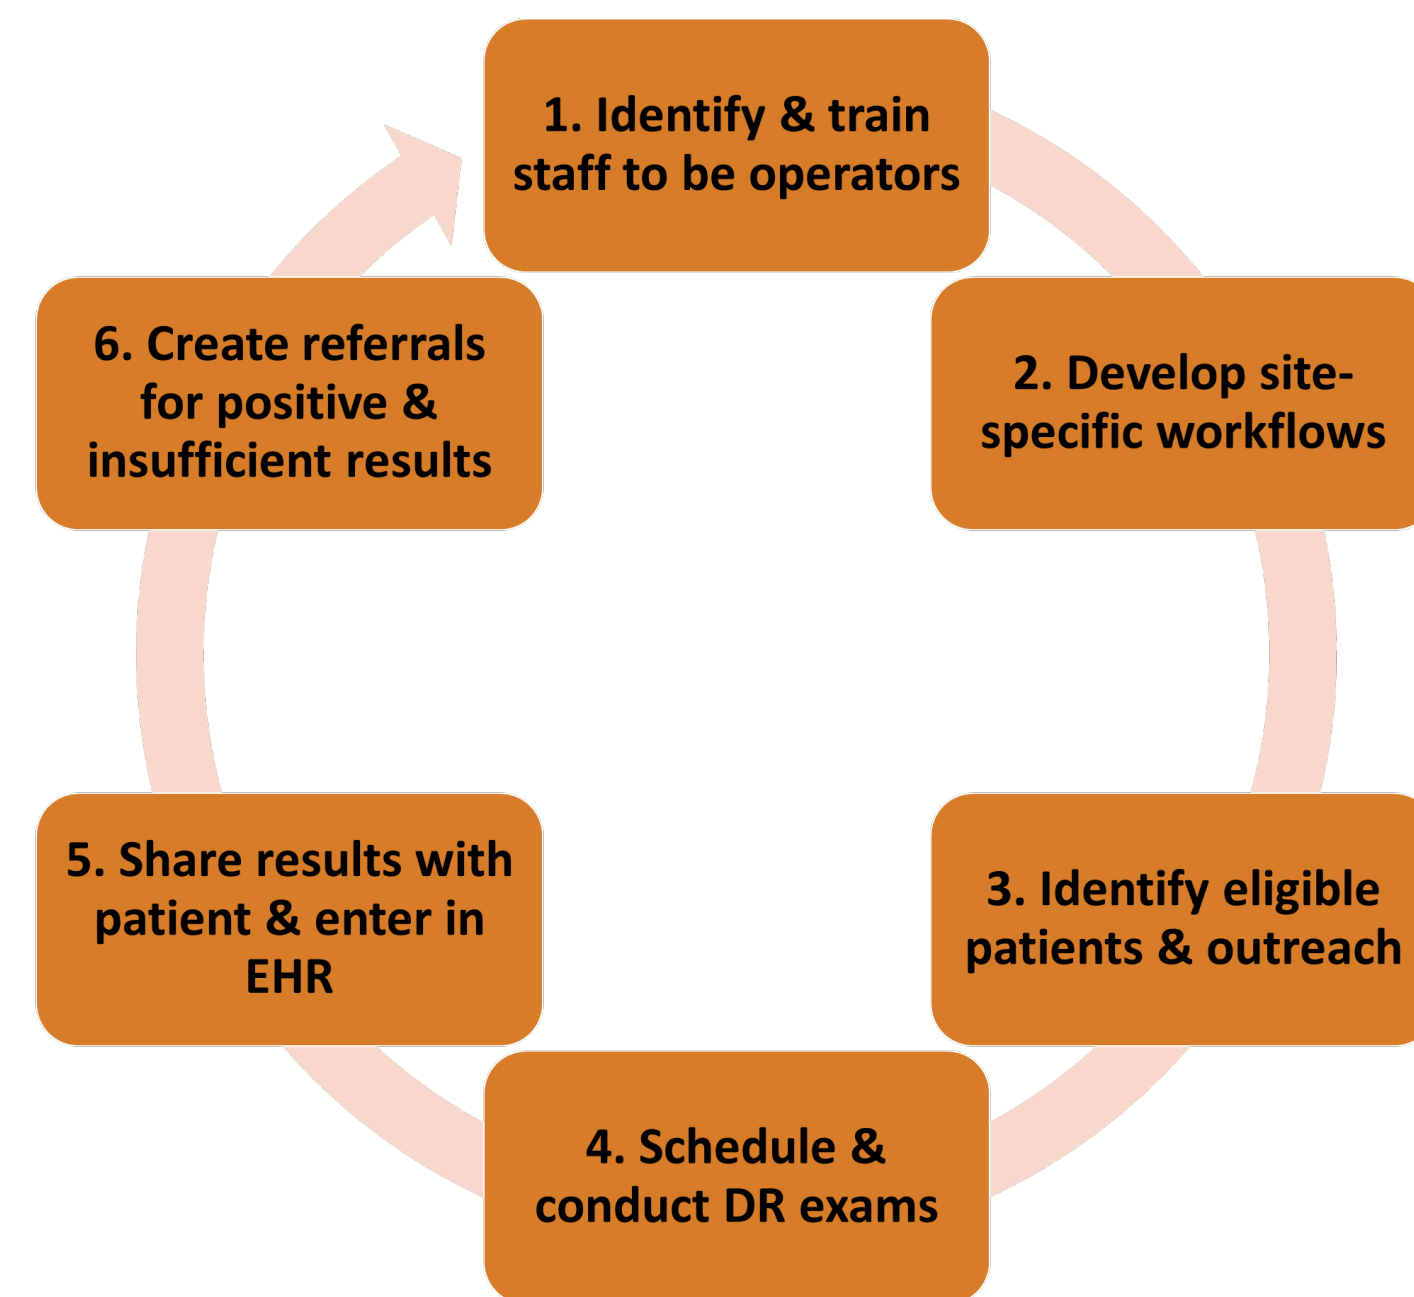 1. Identify & train
staff to be operators
2. Develop site-
specific workflows
3. Identify eligible
patients & outreach
4. Schedule &
conduct DR exams
5. Share results with
patient & enter in
EHR
6. Create referrals
for positive &
insufficient results